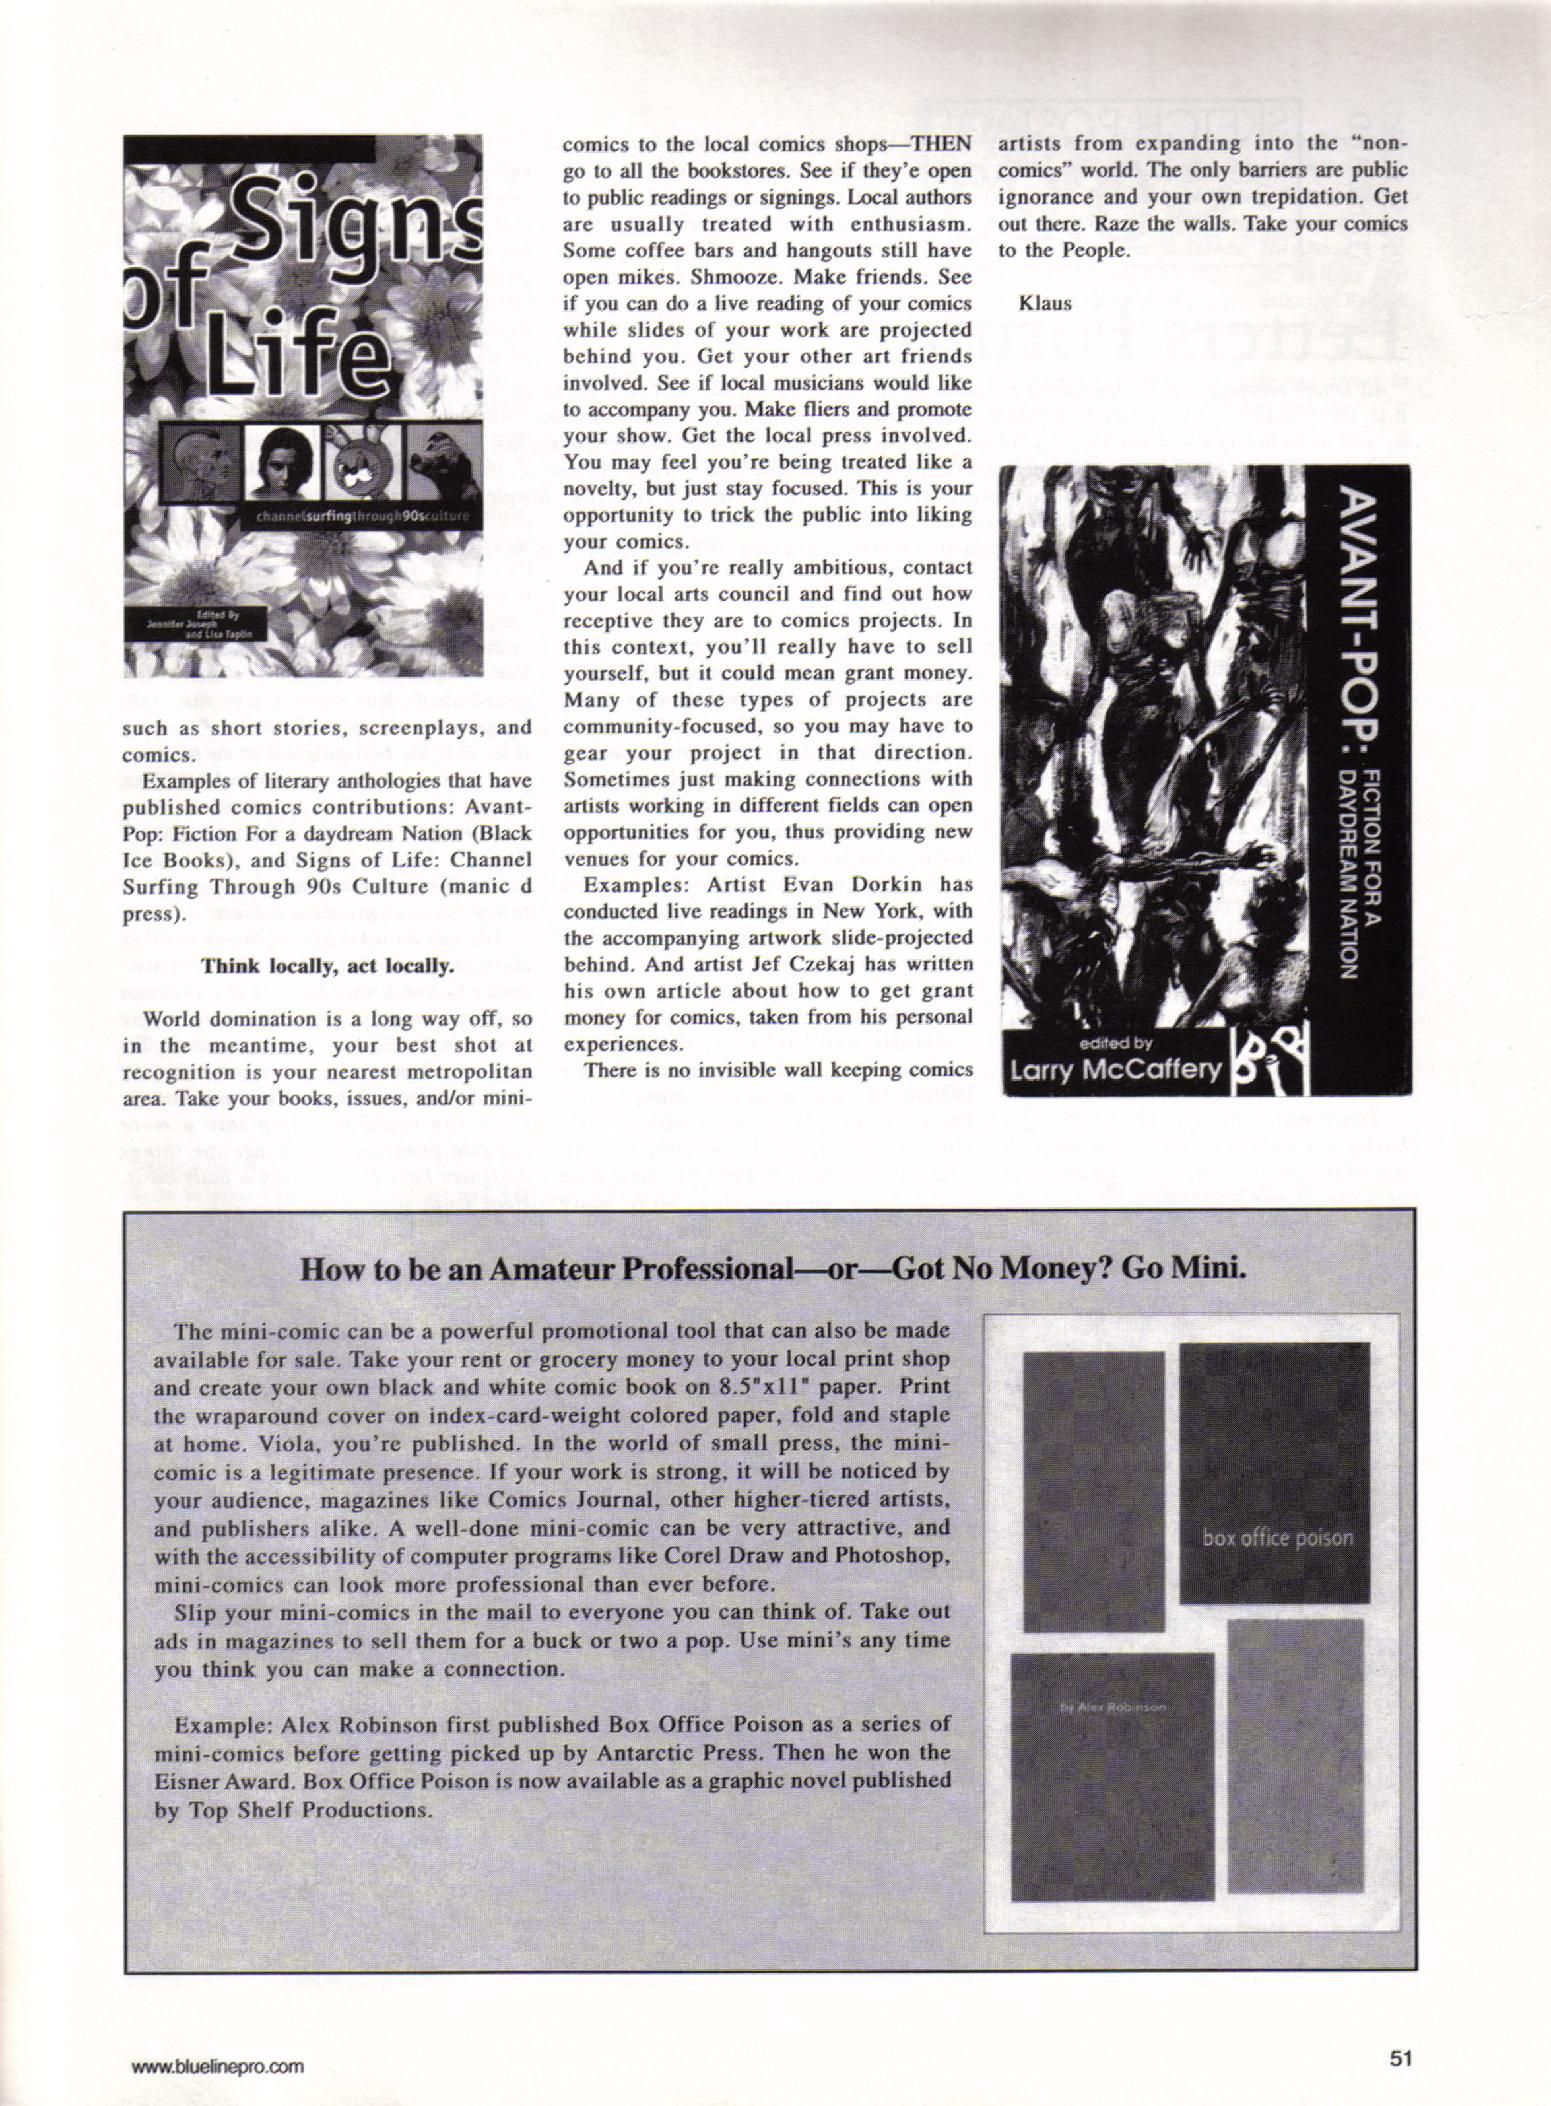 Signs
of
Life
channelsurfingthrough90sculture
Edited By
Jennifer Joseph
and Lisa Taplin
such as short stories, screenplays, and
comics.
Examples of literary anthologies that have
published comics contributions: Avant-
Pop: Fiction For a daydream Nation (Black
Ice Books), and Signs of Life: Channel
Surfing Through 90s Culture (manic d
press).
Think locally, act locally.
World domination is a long way off, so
in the meantime, your best shot at
recognition is your nearest metropolitan
area. Take your books, issues, and/or mini-
comics to the local comics shops—THEN
go to all the bookstores. See if they'e open
to public readings or signings. Local authors
are usually treated with enthusiasm.
Some coffee bars and hangouts still have
open mikes. Shmooze. Make friends. See
if you can do a live reading of your comics
while slides of your work are projected
behind you. Get your other art friends
involved. See if local musicians would like
to accompany you. Make fliers and promote
your show. Get the local press involved.
You may feel you're being treated like a
novelty, but just stay focused. This is your
opportunity to trick the public into liking
your comics.
And if you're really ambitious, contact
your local arts council and find out how
receptive they are to comics projects. In
this context, you'll really have to sell
yourself, but it could mean grant money.
Many of these types of projects are
community-focused, so you may have to
gear your project in that direction.
Sometimes just making connections with
artists working in different fields can open
opportunities for you, thus providing new
venues for your comics.
Examples: Artist Evan Dorkin has
conducted live readings in New York, with
the accompanying artwork slide-projected
behind. And artist Jef Czekaj has written
his own article about how to get grant
money for comics, taken from his personal
experiences.
There is no invisible wall keeping comics
artists from expanding into the “non-
comics” world. The only barriers are public
ignorance and your own trepidation. Get
out there. Raze the walls. Take your comics
to the People.
Klaus
AVANT-POP:
FICTION FOR A
DAYDREAM NATION
edited by
Larry McCaffery
How to be an Amateur Professional—or—Got No Money? Go Mini.
The mini-comic can be a powerful promotional tool that can also be made
available for sale. Take your rent or grocery money to your local print shop
and create your own black and white comic book on 8.5"x11" paper. Print
the wraparound cover on index-card-weight colored paper, fold and staple
at home. Viola, you're published. In the world of small press, the mini-
comic is a legitimate presence. If your work is strong, it will be noticed by
your audience, magazines like Comics Journal, other higher-tiered artists,
and publishers alike. A well-done mini-comic can be very attractive, and
with the accessibility of computer programs like Corel Draw and Photoshop,
mini-comics can look more professional than ever before.
Slip your mini-comics in the mail to everyone you can think of. Take out
ads in magazines to sell them for a buck or two a pop. Use mini's any time
you think you can make a connection.
Example: Alex Robinson first published Box Office Poison as a series of
mini-comics before getting picked up by Antarctic Press. Then he won the
Eisner Award. Box Office Poison is now available as a graphic novel published
by Top Shelf Productions.
box office poison
by Alex Robinson
www.bluelinepro.com
51